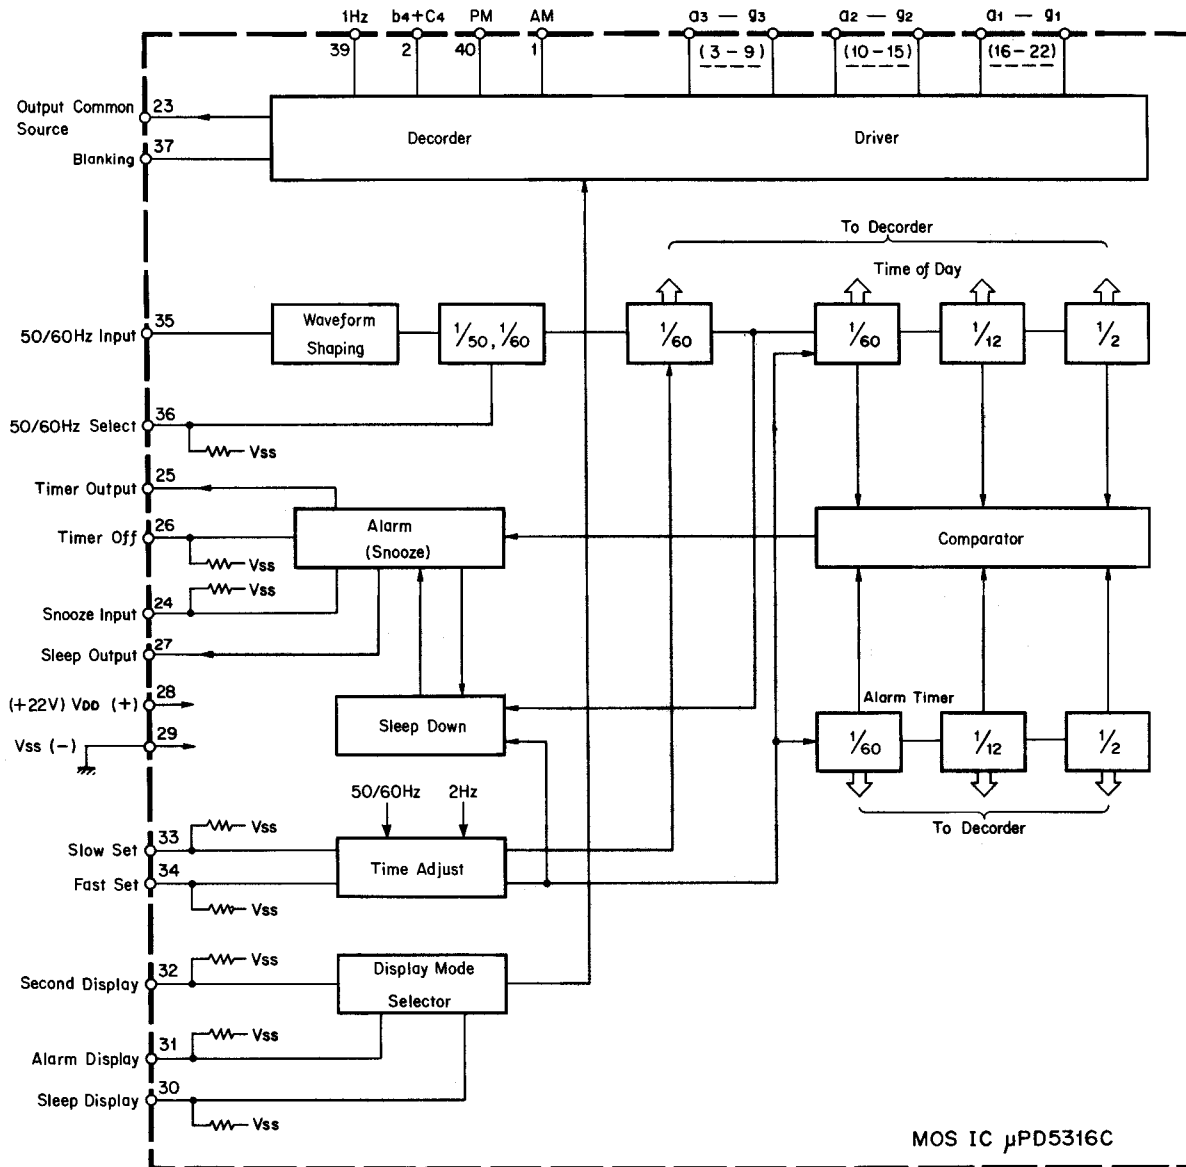 1Hz b4+C4 PM AM a3 — g3 a2 — g2 a1 — g1
39 2 40 1 (3-9) (10-15) (16-22)
Output Common
Source
23
Blanking
37
Decorder
Driver
To Decorder
Time of Day
50/60Hz Input
35
Waveform
Shaping
1/50, 1/60
1/60
1/60
1/12
1/2
50/60Hz Select
36
Vss
Timer Output
25
Timer Off
26
Vss
Alarm
(Snooze)
Comparator
Vss
Snooze Input
24
Sleep Output
27
(+22V) VDD (+)
28
Vss (-)
29
Sleep Down
Alarm Timer
1/60
1/12
1/2
To Decorder
50/60Hz
2Hz
Vss
Slow Set
33
Fast Set
34
Vss
Time Adjust
Vss
Second Display
32
Display Mode
Selector
Vss
Alarm Display
31
Sleep Display
30
Vss
MOS IC μPD5316C